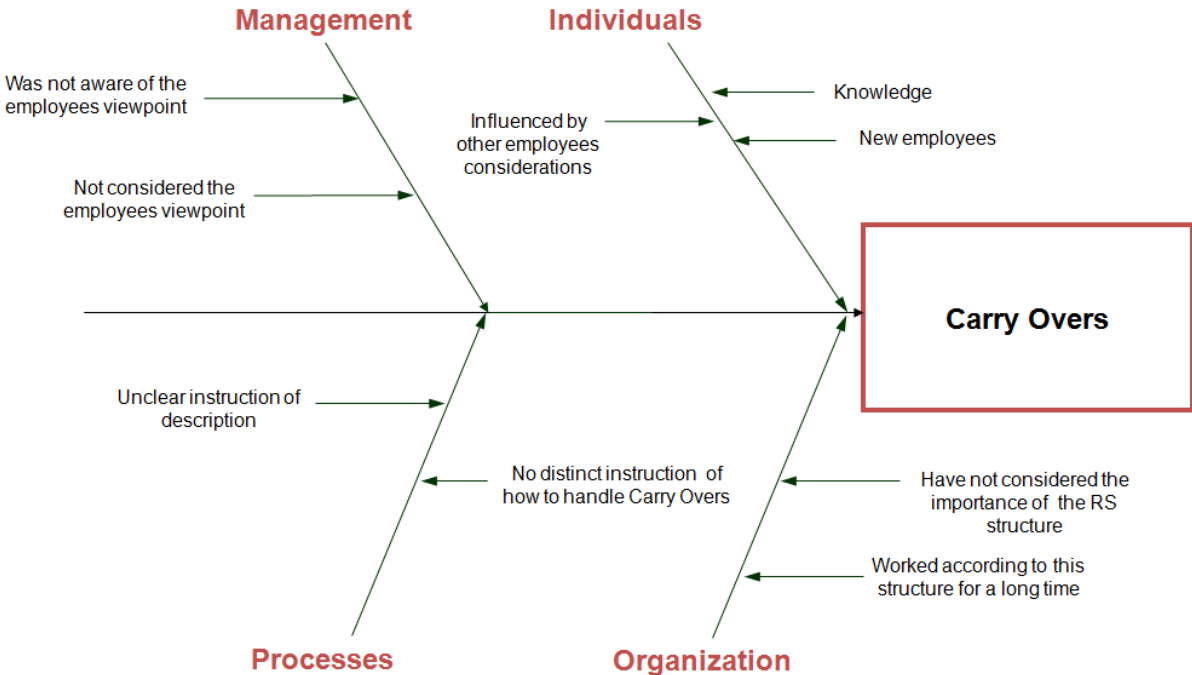 Management
Individuals
Was not aware of the
employees viewpoint
Knowledge
Influenced by
other employees
considerations
New employees
Not considered the
employees viewpoint
Carry Overs
Unclear instruction of
description
No distinct instruction of
how to handle Carry Overs
Have not considered the
importance of the RS
structure
Worked according to this
structure for a long time
Processes
Organization